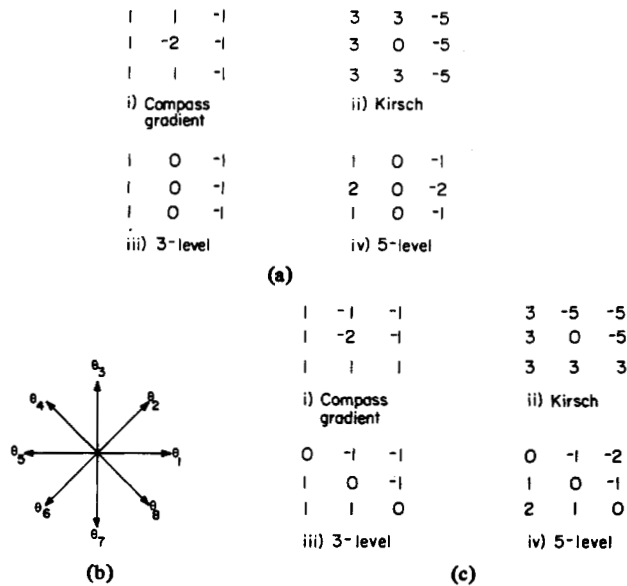 1 1 -1 3 3 -5
1 -2 -1 3 0 -5
1 1 -1 3 3 -5
i) Compass gradient ii) Kirsch
1 0 -1 1 0 -1
1 0 -1 2 0 -2
1 0 -1 1 0 -1
iii) 3-level iv) 5-level
(a)
θ3
θ4 θ2
θ5 θ1
θ6 θ8
θ7
(b)
1 -1 -1 3 -5 -5
1 -2 -1 3 0 -5
1 1 1 3 3 3
i) Compass gradient ii) Kirsch
0 -1 -1 0 -1 -2
1 0 -1 1 0 -1
1 1 0 2 1 0
iii) 3-level iv) 5-level
(c)